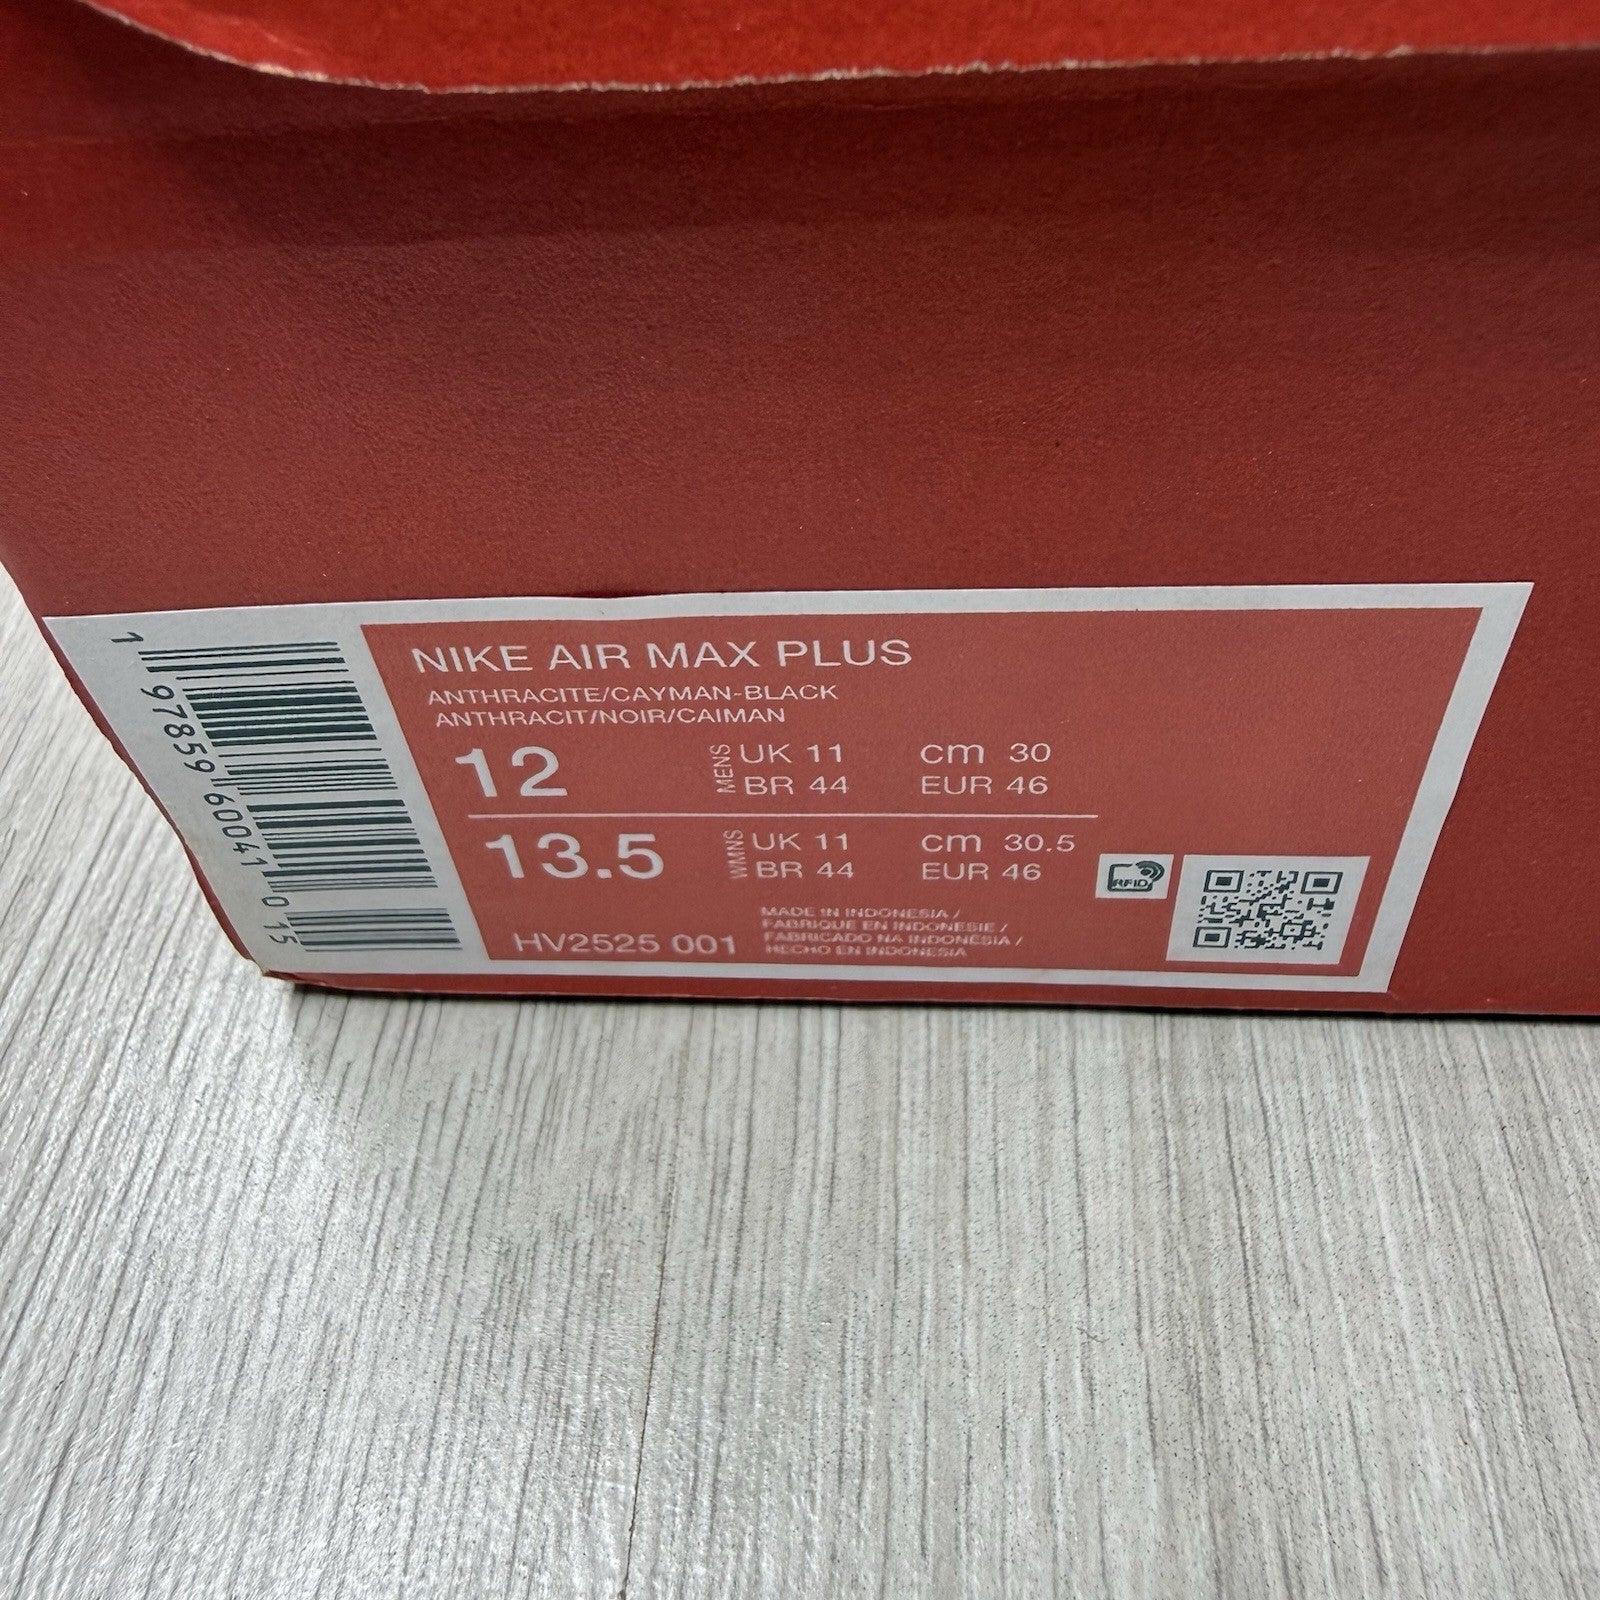 NIKE AIR MAX PLUS
ANTHRACITE/CAYMAN-BLACK
ANTHRACIT/NOIR/CAIMAN
12 MENS UK 11 cm 30
BR 44 EUR 46
13.5 WMNS UK 11 cm 30.5
BR 44 EUR 46
RFID
HV2525 001
MADE IN INDONESIA /
FABRIQUE EN INDONESIE /
FABRICADO NA INDONESIA /
HECHO EN INDONESIA
1 97859 60041 0 15